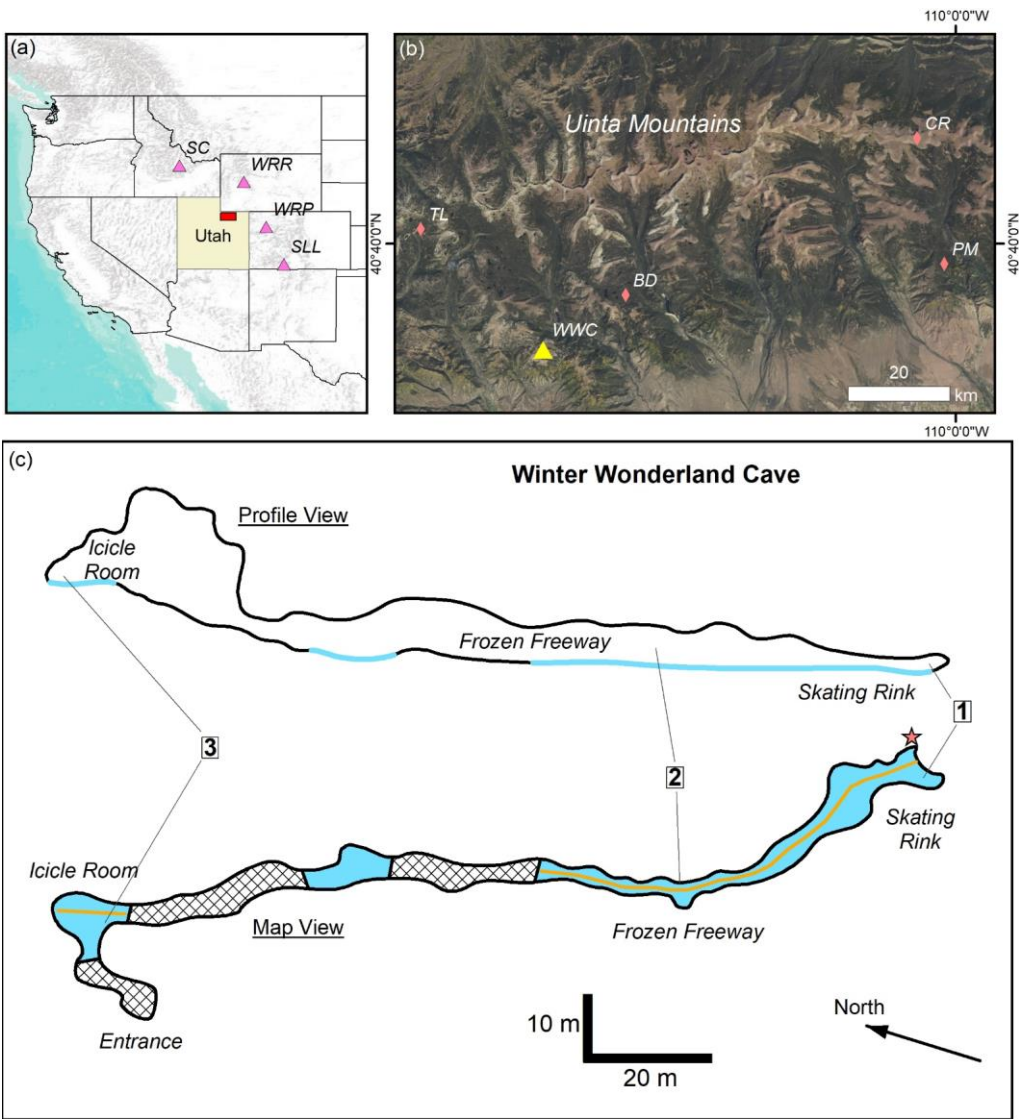 110°0'0"W
(a)
SC
WRR
WRP
Utah
SLL
(b)
Uinta Mountains
CR
TL
40°40'0"N
40°40'0"N
PM
BD
WWC
20
km
110°0'0"W
(c)
Winter Wonderland Cave
Profile View
Icicle
Room
Frozen Freeway
Skating Rink
1
3
2
Skating
Rink
Icicle Room
Map View
Frozen Freeway
Entrance
10 m
20 m
North